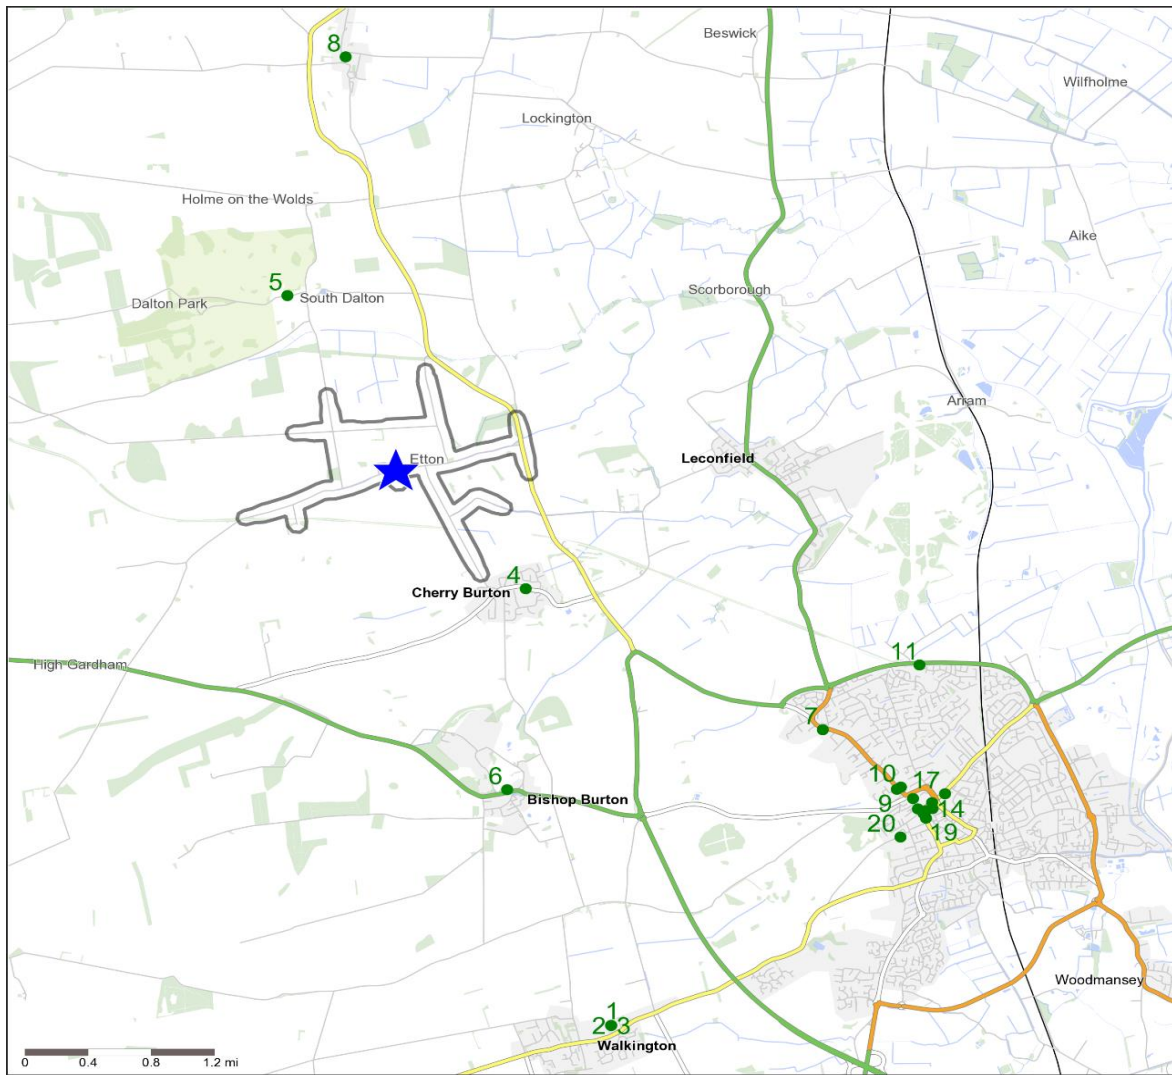 Beswick
8
Wilfholme
Lockington
Holme on the Wolds
Aike
5
South Dalton
Dalton Park
Scorborough
Arram
Etton
Leconfield
4
Cherry Burton
High Gardham
11
7
6
Bishop Burton
10
17
9
14
20
19
Woodmansey
1
2 3
Walkington
0 0.4 0.8 1.2 mi